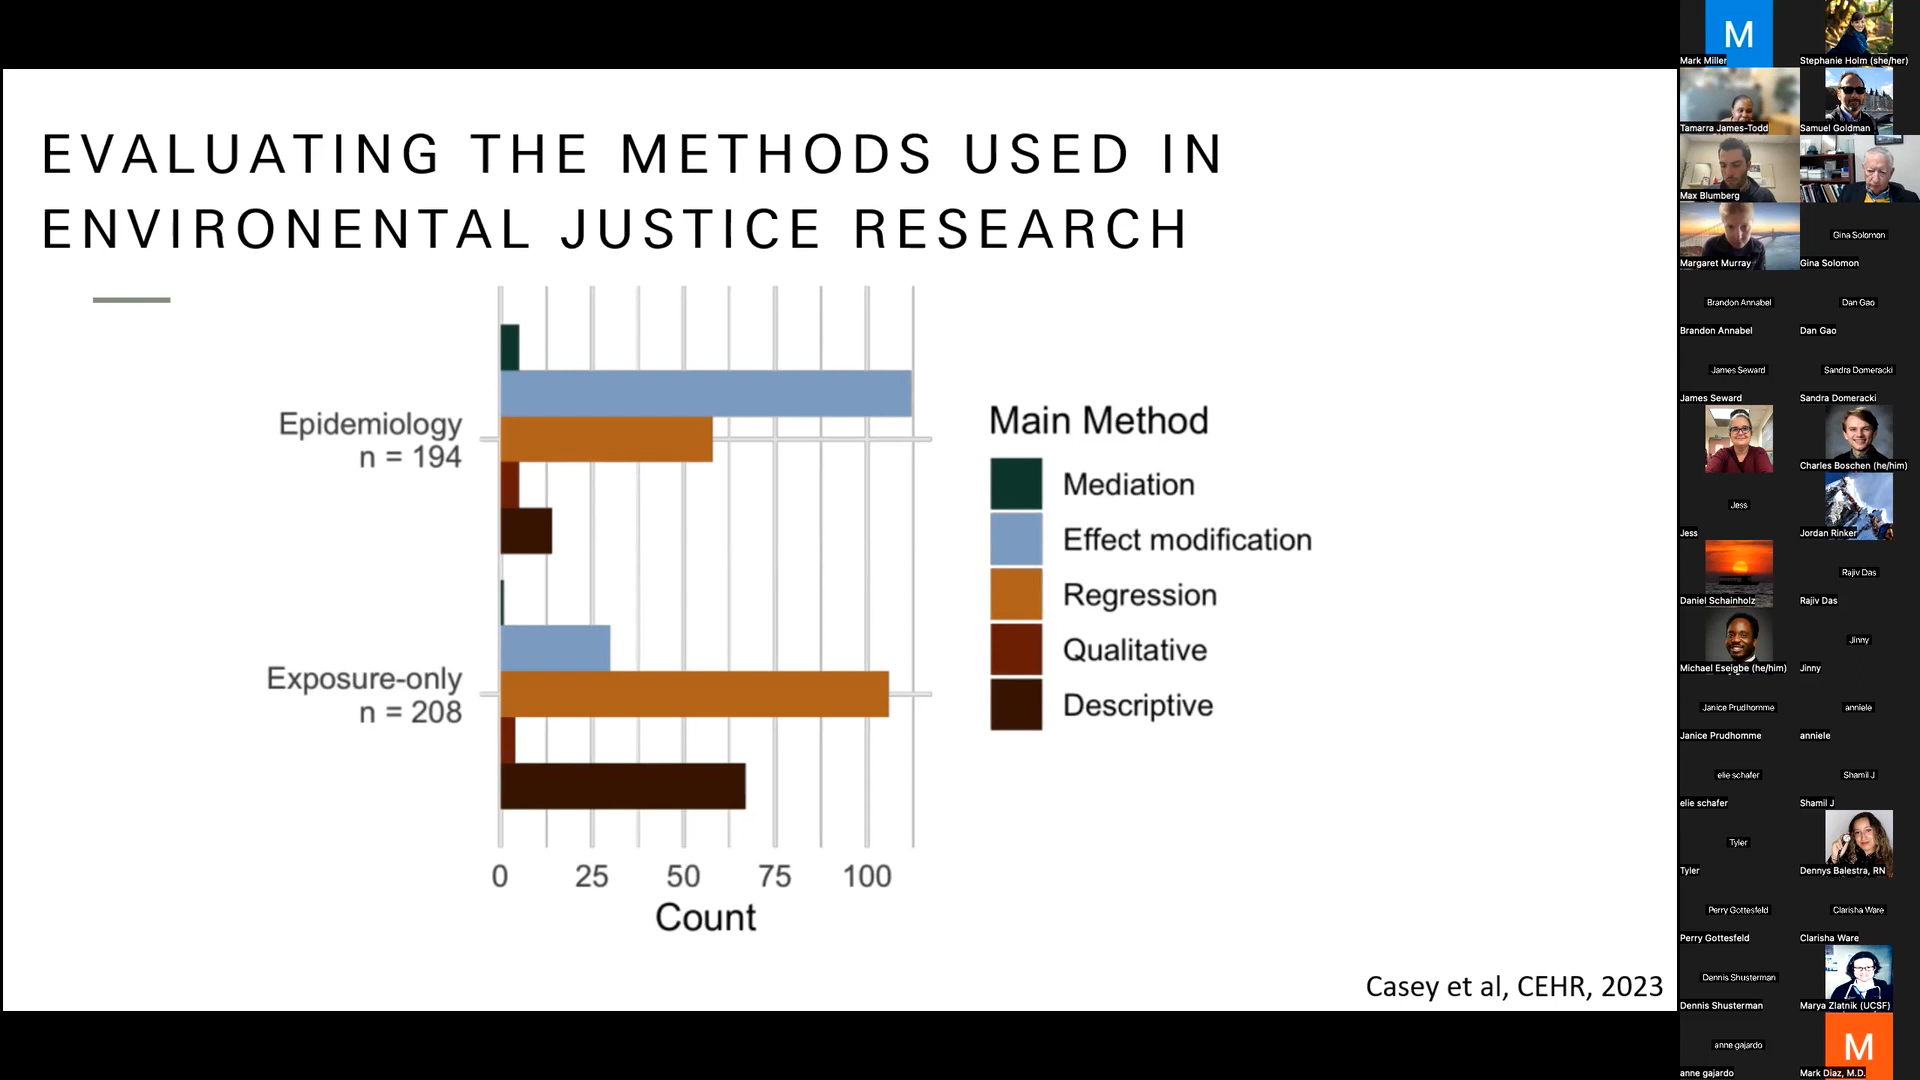 EVALUATING THE METHODS USED IN
ENVIRONENTAL JUSTICE RESEARCH
Epidemiology
n = 194
Exposure-only
n = 208
0 25 50 75 100
Count
Main Method
Mediation
Effect modification
Regression
Qualitative
Descriptive
Casey et al, CEHR, 2023
M
Mark Miller
Stephanie Holm (she/her)
Tamarra James-Todd
Samuel Goldman
Max Blumberg
Margaret Murray
Gina Solomon
Gina Solomon
Brandon Annabel
Dan Gao
Brandon Annabel
Dan Gao
James Seward
Sandra Domeracki
James Seward
Sandra Domeracki
Charles Boschen (he/him)
Jess
Jess
Jordan Rinker
Rajiv Das
Daniel Schainholz
Rajiv Das
Jinny
Michael Eseigbe (he/him)
Jinny
Janice Prudhomme
anniele
Janice Prudhomme
anniele
elie schafer
Shamil J
elie schafer
Shamil J
Tyler
Tyler
Dennys Balestra, RN
Perry Gottesfeld
Clarisha Ware
Perry Gottesfeld
Clarisha Ware
Dennis Shusterman
Dennis Shusterman
Marya Zlatnik (UCSF)
anne gajardo
M
anne gajardo
Mark Diaz, M.D.